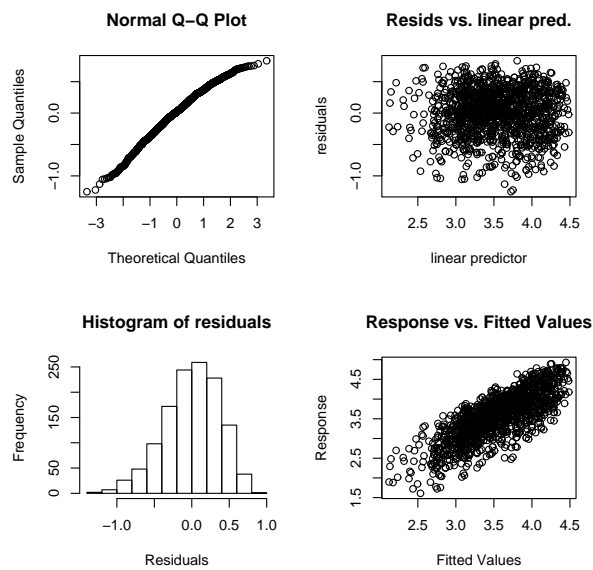 Normal Q−Q Plot
Sample Quantiles
0.0
−1.0
−3
−1
0
1
2
3
Theoretical Quantiles
Resids vs. linear pred.
residuals
0.0
−1.0
2.5
3.0
3.5
4.0
4.5
linear predictor
Histogram of residuals
Frequency
250
150
50
0
−1.0
0.0
0.5
1.0
Residuals
Response vs. Fitted Values
Response
4.5
3.5
2.5
1.5
2.5
3.0
3.5
4.0
4.5
Fitted Values